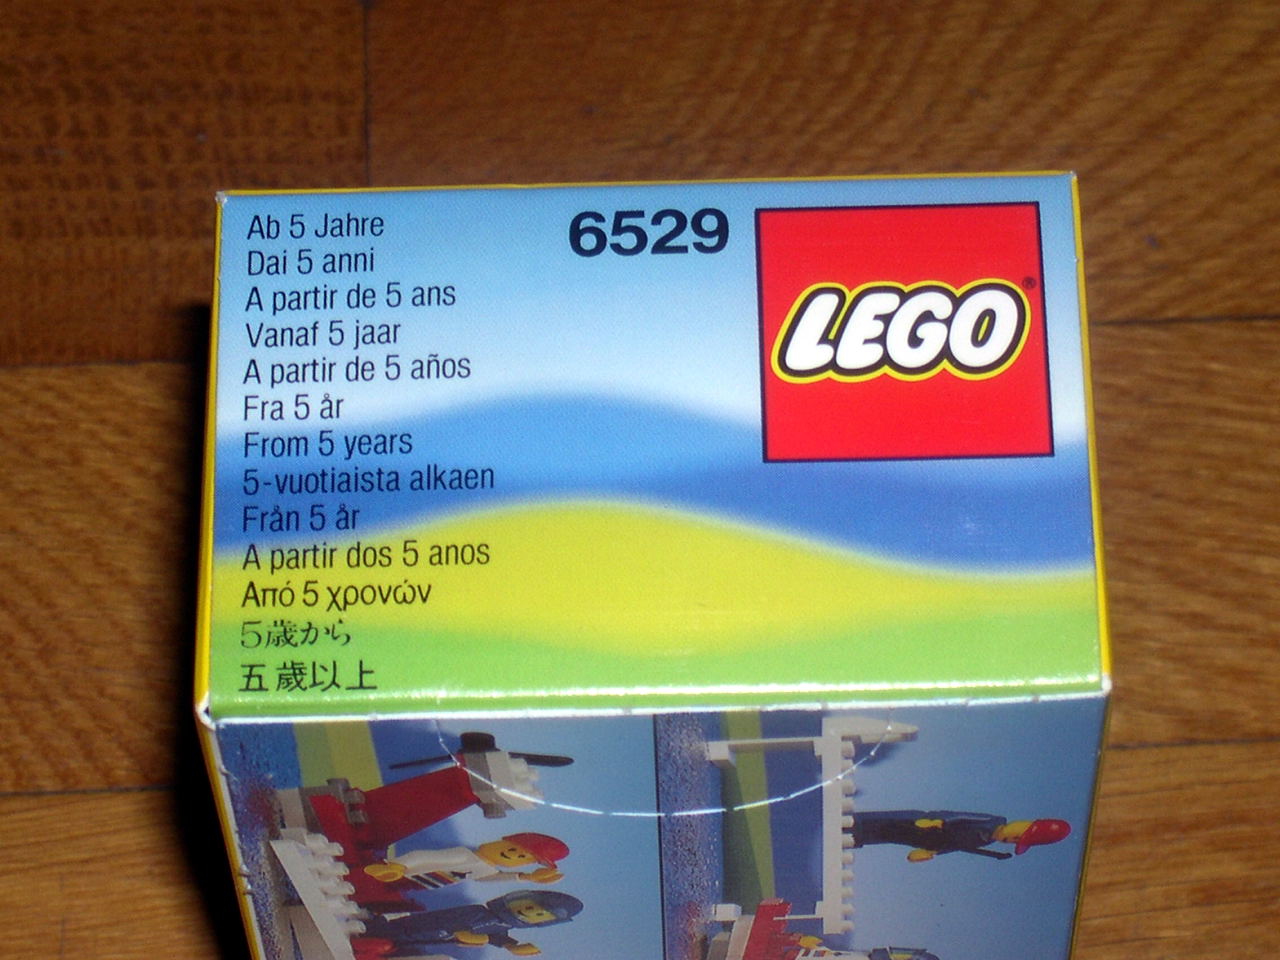 Ab 5 Jahre
Dai 5 anni
A partir de 5 ans
Vanaf 5 jaar
A partir de 5 años
Fra 5 år
From 5 years
5-vuotiaista alkaen
Från 5 år
A partir dos 5 anos
Από 5 χρονών
5歳から
五歲以上
6529
LEGO®